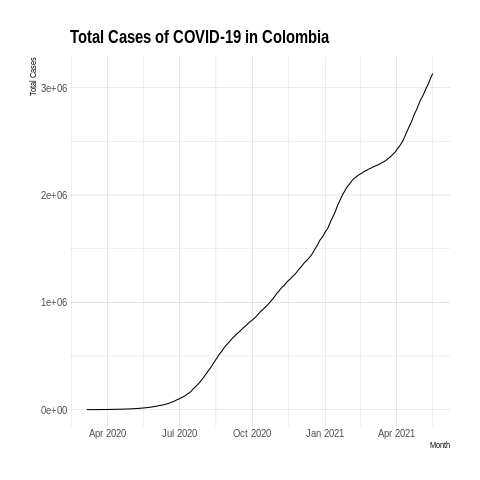 Total Cases of COVID-19 in Colombia
Total Cases
3e+06
2e+06
1e+06
0e+00
Apr 2020 Jul 2020 Oct 2020 Jan 2021 Apr 2021
Month